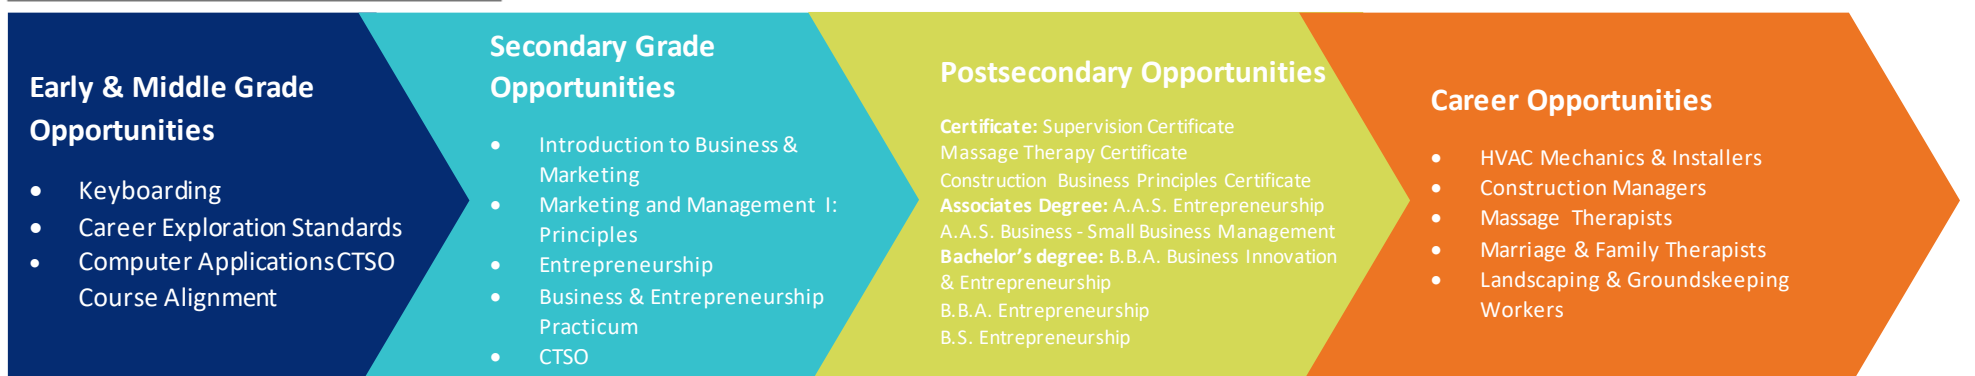 Early & Middle Grade
Opportunities
• Keyboarding
• Career Exploration Standards
• Computer Applications CTSO
Course Alignment
Secondary Grade
Opportunities
• Introduction to Business &
Marketing
• Marketing and Management I:
Principles
• Entrepreneurship
• Business & Entrepreneurship
Practicum
• CTSO
Postsecondary Opportunities
Certificate: Supervision Certificate
Massage Therapy Certificate
Construction Business Principles Certificate
Associates Degree: A.A.S. Entrepreneurship
A.A.S. Business - Small Business Management
Bachelor’s degree: B.B.A. Business Innovation
& Entrepreneurship
B.B.A. Entrepreneurship
B.S. Entrepreneurship
Career Opportunities
• HVAC Mechanics & Installers
• Construction Managers
• Massage Therapists
• Marriage & Family Therapists
• Landscaping & Groundskeeping
Workers